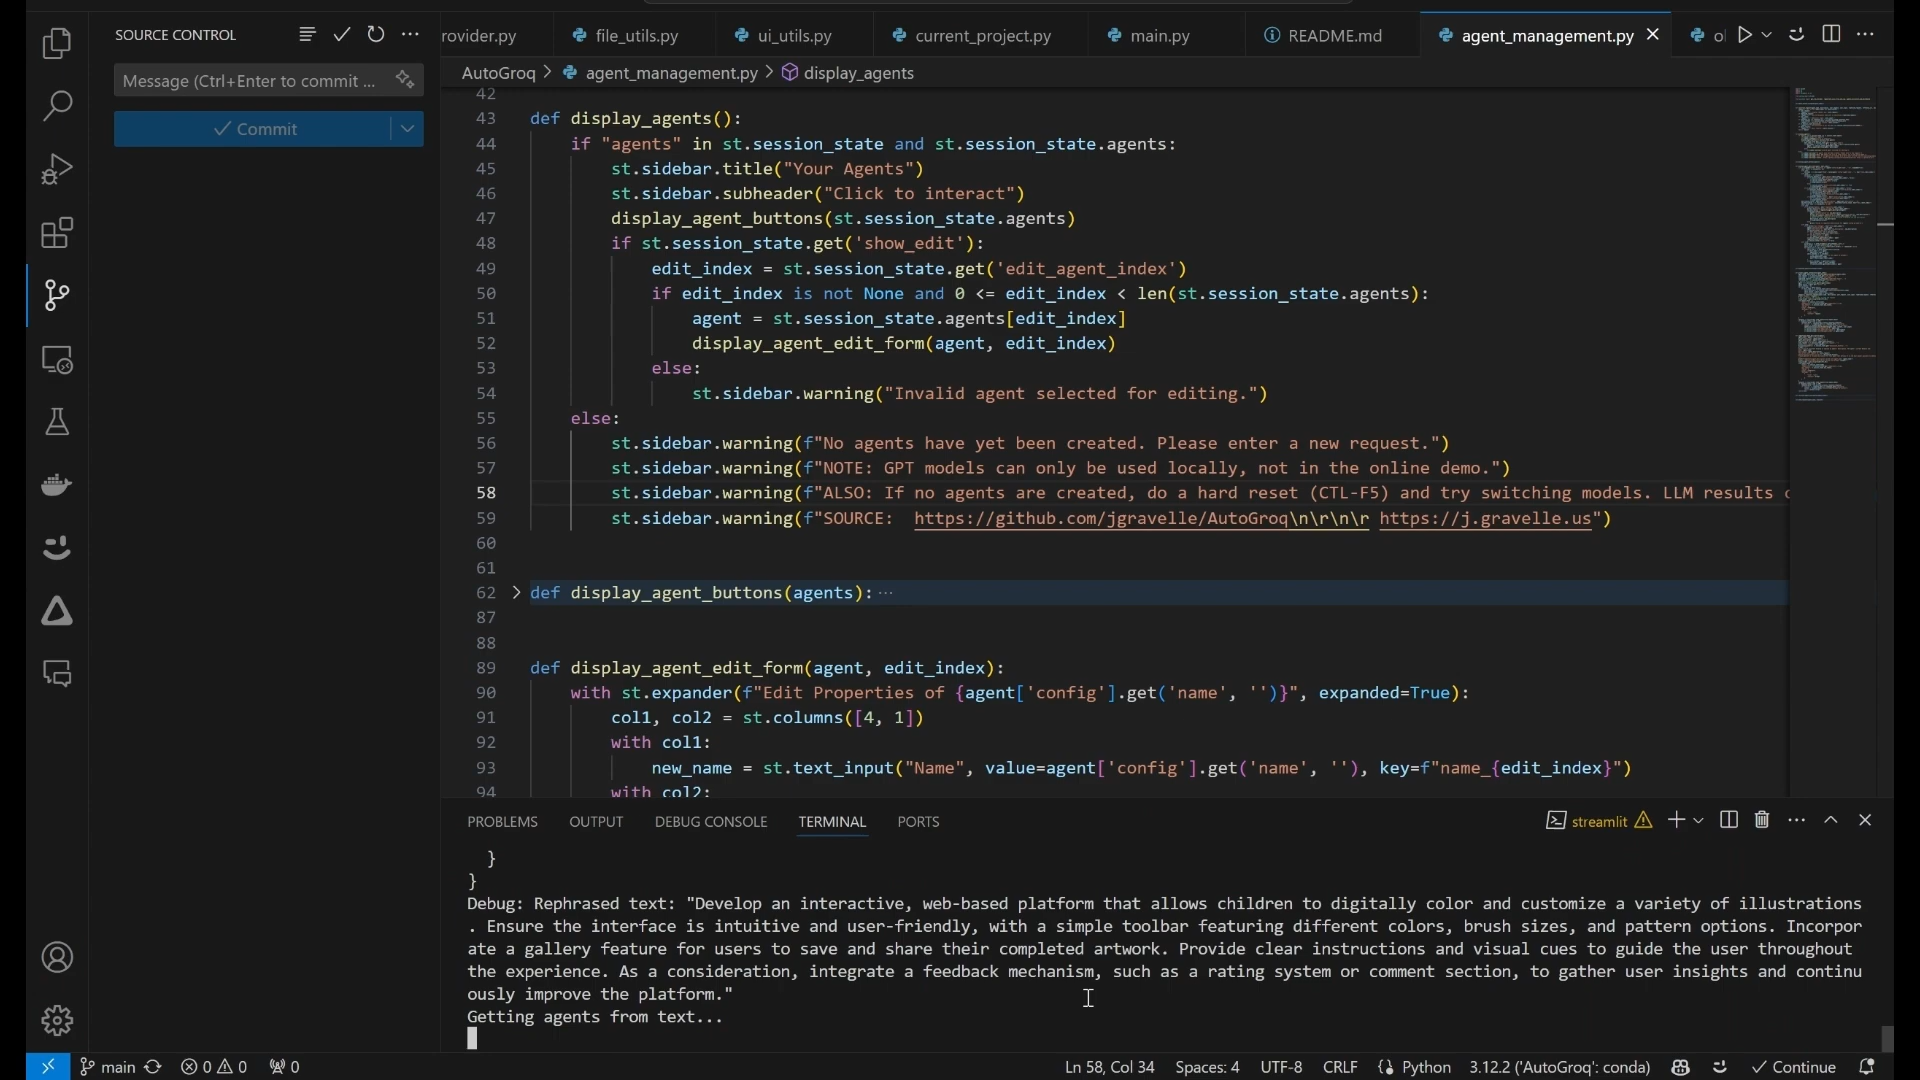 SOURCE CONTROL
Message (Ctrl+Enter to commit ...
Commit
rovider.py
file_utils.py
ui_utils.py
current_project.py
main.py
README.md
agent_management.py
ol
AutoGroq > agent_management.py > display_agents
42
43 def display_agents():
44 if "agents" in st.session_state and st.session_state.agents:
45 st.sidebar.title("Your Agents")
46 st.sidebar.subheader("Click to interact")
47 display_agent_buttons(st.session_state.agents)
48 if st.session_state.get('show_edit'):
49 edit_index = st.session_state.get('edit_agent_index')
50 if edit_index is not None and 0 <= edit_index < len(st.session_state.agents):
51 agent = st.session_state.agents[edit_index]
52 display_agent_edit_form(agent, edit_index)
53 else:
54 st.sidebar.warning("Invalid agent selected for editing.")
55 else:
56 st.sidebar.warning(f"No agents have yet been created. Please enter a new request.")
57 st.sidebar.warning(f"NOTE: GPT models can only be used locally, not in the online demo.")
58 st.sidebar.warning(f"ALSO: If no agents are created, do a hard reset (CTL-F5) and try switching models. LLM results
59 st.sidebar.warning(f"SOURCE:  https://github.com/jgravelle/AutoGroq\n\r\n\r https://j.gravelle.us")
60
61
62 > def display_agent_buttons(agents): ...
87
88
89 def display_agent_edit_form(agent, edit_index):
90 with st.expander(f"Edit Properties of {agent['config'].get('name', '')}", expanded=True):
91 col1, col2 = st.columns([4, 1])
92 with col1:
93 new_name = st.text_input("Name", value=agent['config'].get('name', ''), key=f"name_{edit_index}")
94 with col2:
PROBLEMS OUTPUT DEBUG CONSOLE TERMINAL PORTS
streamlit
}
}
Debug: Rephrased text: "Develop an interactive, web-based platform that allows children to digitally color and customize a variety of illustrations
. Ensure the interface is intuitive and user-friendly, with a simple toolbar featuring different colors, brush sizes, and pattern options. Incorpor
ate a gallery feature for users to save and share their completed artwork. Provide clear instructions and visual cues to guide the user throughout
the experience. As a consideration, integrate a feedback mechanism, such as a rating system or comment section, to gather user insights and continu
ously improve the platform."
Getting agents from text...
main 0 0 0 Ln 58, Col 34 Spaces: 4 UTF-8 CRLF Python 3.12.2 ('AutoGroq': conda) Continue